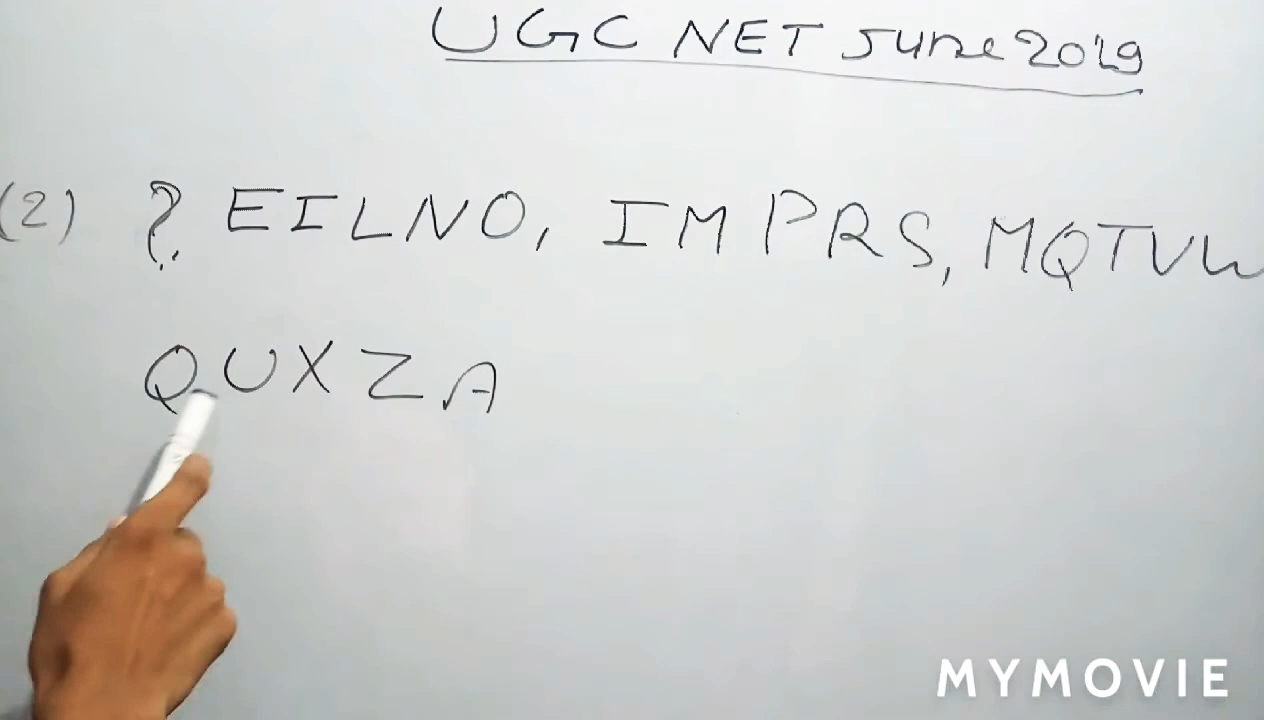 UGC NET June 2019
(2) ? EILNO, IMPRS, MQTVW
QUXZA
MYMOVIE